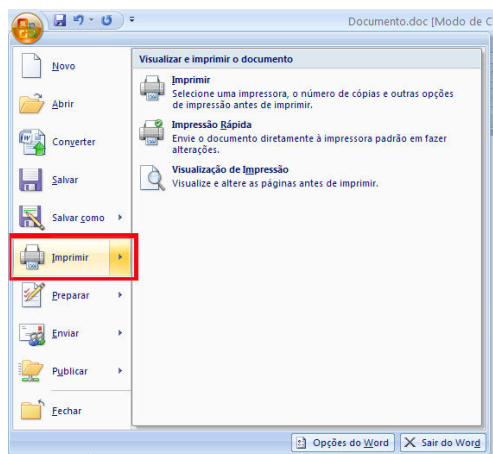 Documento.doc [Modo de C
Novo
Abrir
Converter
Salvar
Salvar como
Imprimir
Preparar
Enviar
Publicar
Fechar
Visualizar e imprimir o documento
Imprimir
Selecione uma impressora, o número de cópias e outras opções
de impressão antes de imprimir.
Impressão Rápida
Envie o documento diretamente à impressora padrão em fazer
alterações.
Visualização de Impressão
Visualize e altere as páginas antes de imprimir.
Opções do Word
Sair do Word